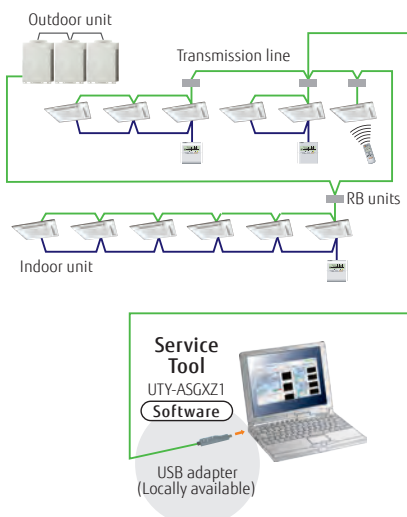 Outdoor unit
Transmission line
RB units
Indoor unit
Service
Tool
UTY-ASGXZ1
Software
USB adapter
(Locally available)